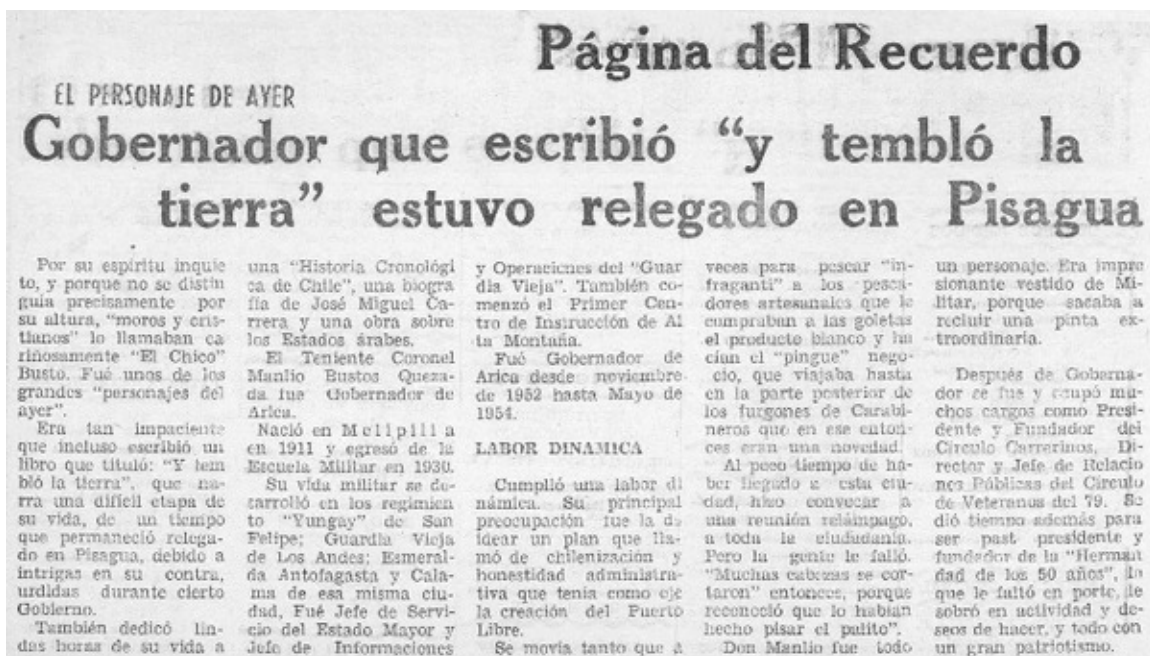 Página del Recuerdo
EL PERSONAJE DE AYER
Gobernador que escribió “y tembló la
tierra” estuvo relegado en Pisagua
Por su espíritu inquie
to, y porque no se distin
guía precisamente por
su altura, “moros y cris-
tianos” lo llamaban ca
riñosamente “El Chico”
Busto. Fué unos de los
grandes “personajes del
ayer”.
Era tan impaciente
que incluso escribió un
libro que tituló: “Y tem
bló la tierra”, que na-
rra una difícil etapa de
su vida, de un tiempo
que permaneció relega-
do en Pisagua, debido a
intrigas en su contra,
urdidas durante cierto
Gobierno.
También dedicó lin-
das horas de su vida a
una “Historia Cronológi
ca de Chile”, una biogra
fía de José Miguel Ca-
rrera y una obra sobre
los Estados árabes.
El Teniente Coronel
Manlio Bustos Queza-
da fue Gobernador de
Arica.
Nació en Melipilla
en 1911 y egresó de la
Escuela Militar en 1930.
Su vida militar se de-
sarrolló en los regimien
to “Yungay” de San
Felipe; Guardia Vieja
de Los Andes; Esmeral-
da Antofagasta y Cala-
ma de esa misma ciu-
dad, Fué Jefe de Servi-
cio del Estado Mayor y
Jefe de Informaciones
y Operaciones del “Guar
dia Vieja”. También co-
menzó el Primer Cen-
tro de Instrucción de Al
ta Montaña.
Fué Gobernador de
Arica desde noviembre
de 1952 hasta Mayo de
1954.
LABOR DINAMICA
Cumplió una labor di
námica. Su principal
preocupación fue la de
idear un plan que lla-
mó de chilenización y
honestidad administra-
tiva que tenía como eje
la creación del Puerto
Libre.
Se movía tanto que a
veces para pescar “in-
fraganti” a los pesca-
dores artesanales que le
compraban a las goletas
el producto blanco y ha
cían el “pingue” nego-
cio, que viajaba hasta
en la parte posterior de
los furgones de Carabi-
neros que en ese enton-
ces eran una novedad.
Al poco tiempo de ha-
ber llegado a esta ciu-
dad, hizo convocar a
una reunión relámpago,
a toda la ciudadanía.
Pero la gente le falló.
“Muchas cabezas se cor-
taron” entonces, porque
reconoció que lo habían
hecho pisar el palito”.
Don Manlio fue todo
un personaje. Era impre
sionante vestido de Mi-
litar, porque sacaba a
relucir una pinta ex-
traordinaria.
Después de Goberna-
dor se fue y ocupó mu-
chos cargos como Presi-
dente y Fundador del
Círculo Carrerinos, Di-
rector y Jefe de Relacio
nes Públicas del Círculo
de Veteranos del 79. Se
dió tiempo además para
ser past presidente y
fundador de la “Herman
dad de los 50 años”, lo
que le faltó en porte, le
sobró en actividad y de-
seos de hacer, y todo con
un gran patriotismo.